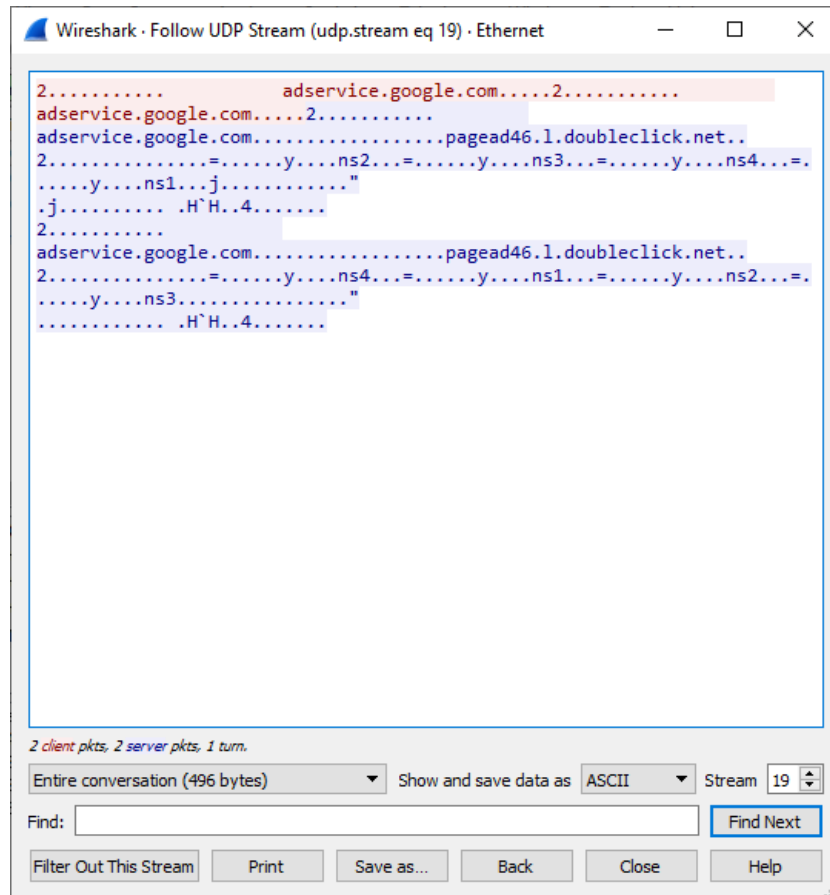 Wireshark · Follow UDP Stream (udp.stream eq 19) · Ethernet
2........... adservice.google.com.....2...........
adservice.google.com.....2...........
adservice.google.com..................pagead46.l.doubleclick.net..
2...............=......y....ns2...=......y....ns3...=......y....ns4...=.
.....y....ns1...j............"
.j.......... .H`H..4.......
2...........
adservice.google.com..................pagead46.l.doubleclick.net..
2...............=......y....ns4...=......y....ns1...=......y....ns2...=.
.....y....ns3................"
............ .H`H..4.......
2 client pkts, 2 server pkts, 1 turn.
Entire conversation (496 bytes) Show and save data as ASCII Stream 19
Find: Find Next
Filter Out This Stream Print Save as... Back Close Help